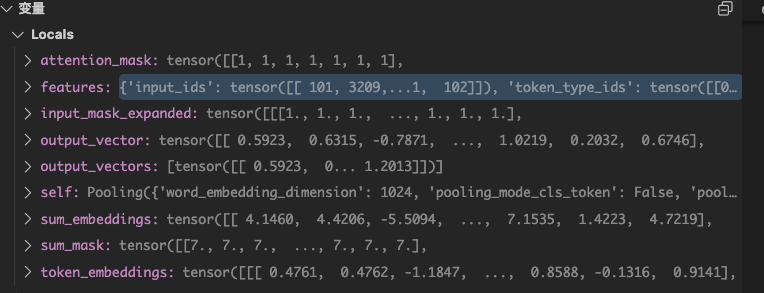 变量
Locals
attention_mask: tensor([[1, 1, 1, 1, 1, 1, 1],
features: {'input_ids': tensor([[ 101, 3209,...1,  102]]), 'token_type_ids': tensor([[0…
input_mask_expanded: tensor([[[1., 1., 1.,  ..., 1., 1., 1.],
output_vector: tensor([[ 0.5923,  0.6315, -0.7871,  ...,  1.0219,  0.2032,  0.6746],
output_vectors: [tensor([[ 0.5923,  0... 1.2013]])]
self: Pooling({'word_embedding_dimension': 1024, 'pooling_mode_cls_token': False, 'pool…
sum_embeddings: tensor([[ 4.1460,  4.4206, -5.5094,  ...,  7.1535,  1.4223,  4.7219],
sum_mask: tensor([[7., 7., 7.,  ..., 7., 7., 7.],
token_embeddings: tensor([[[ 0.4761,  0.4762, -1.1847,  ...,  0.8588, -0.1316,  0.9141],